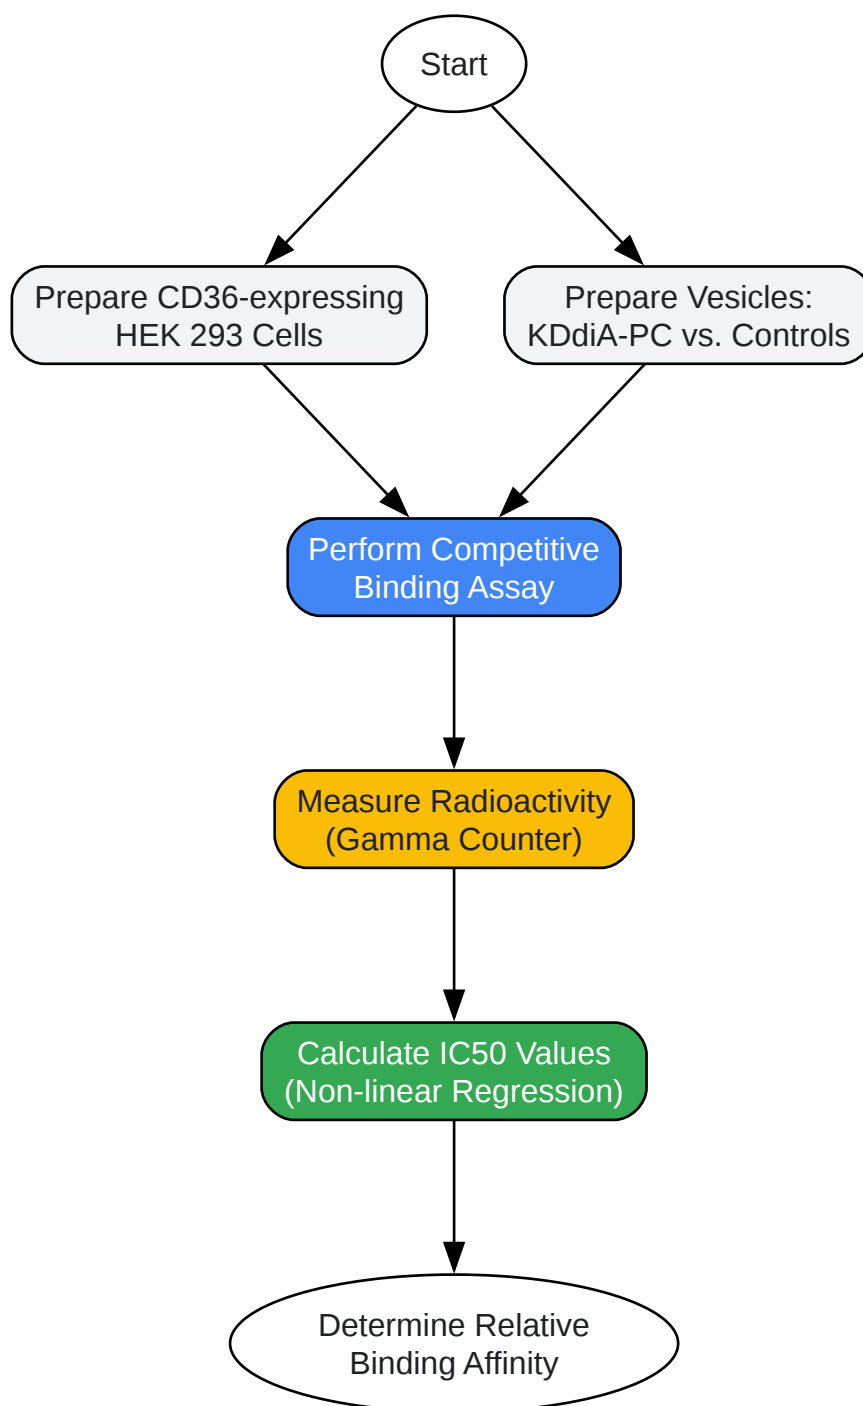 Start
Prepare CD36-expressing
HEK 293 Cells
Prepare Vesicles:
KDdiA-PC vs. Controls
Perform Competitive
Binding Assay
Measure Radioactivity
(Gamma Counter)
Calculate IC50 Values
(Non-linear Regression)
Determine Relative
Binding Affinity